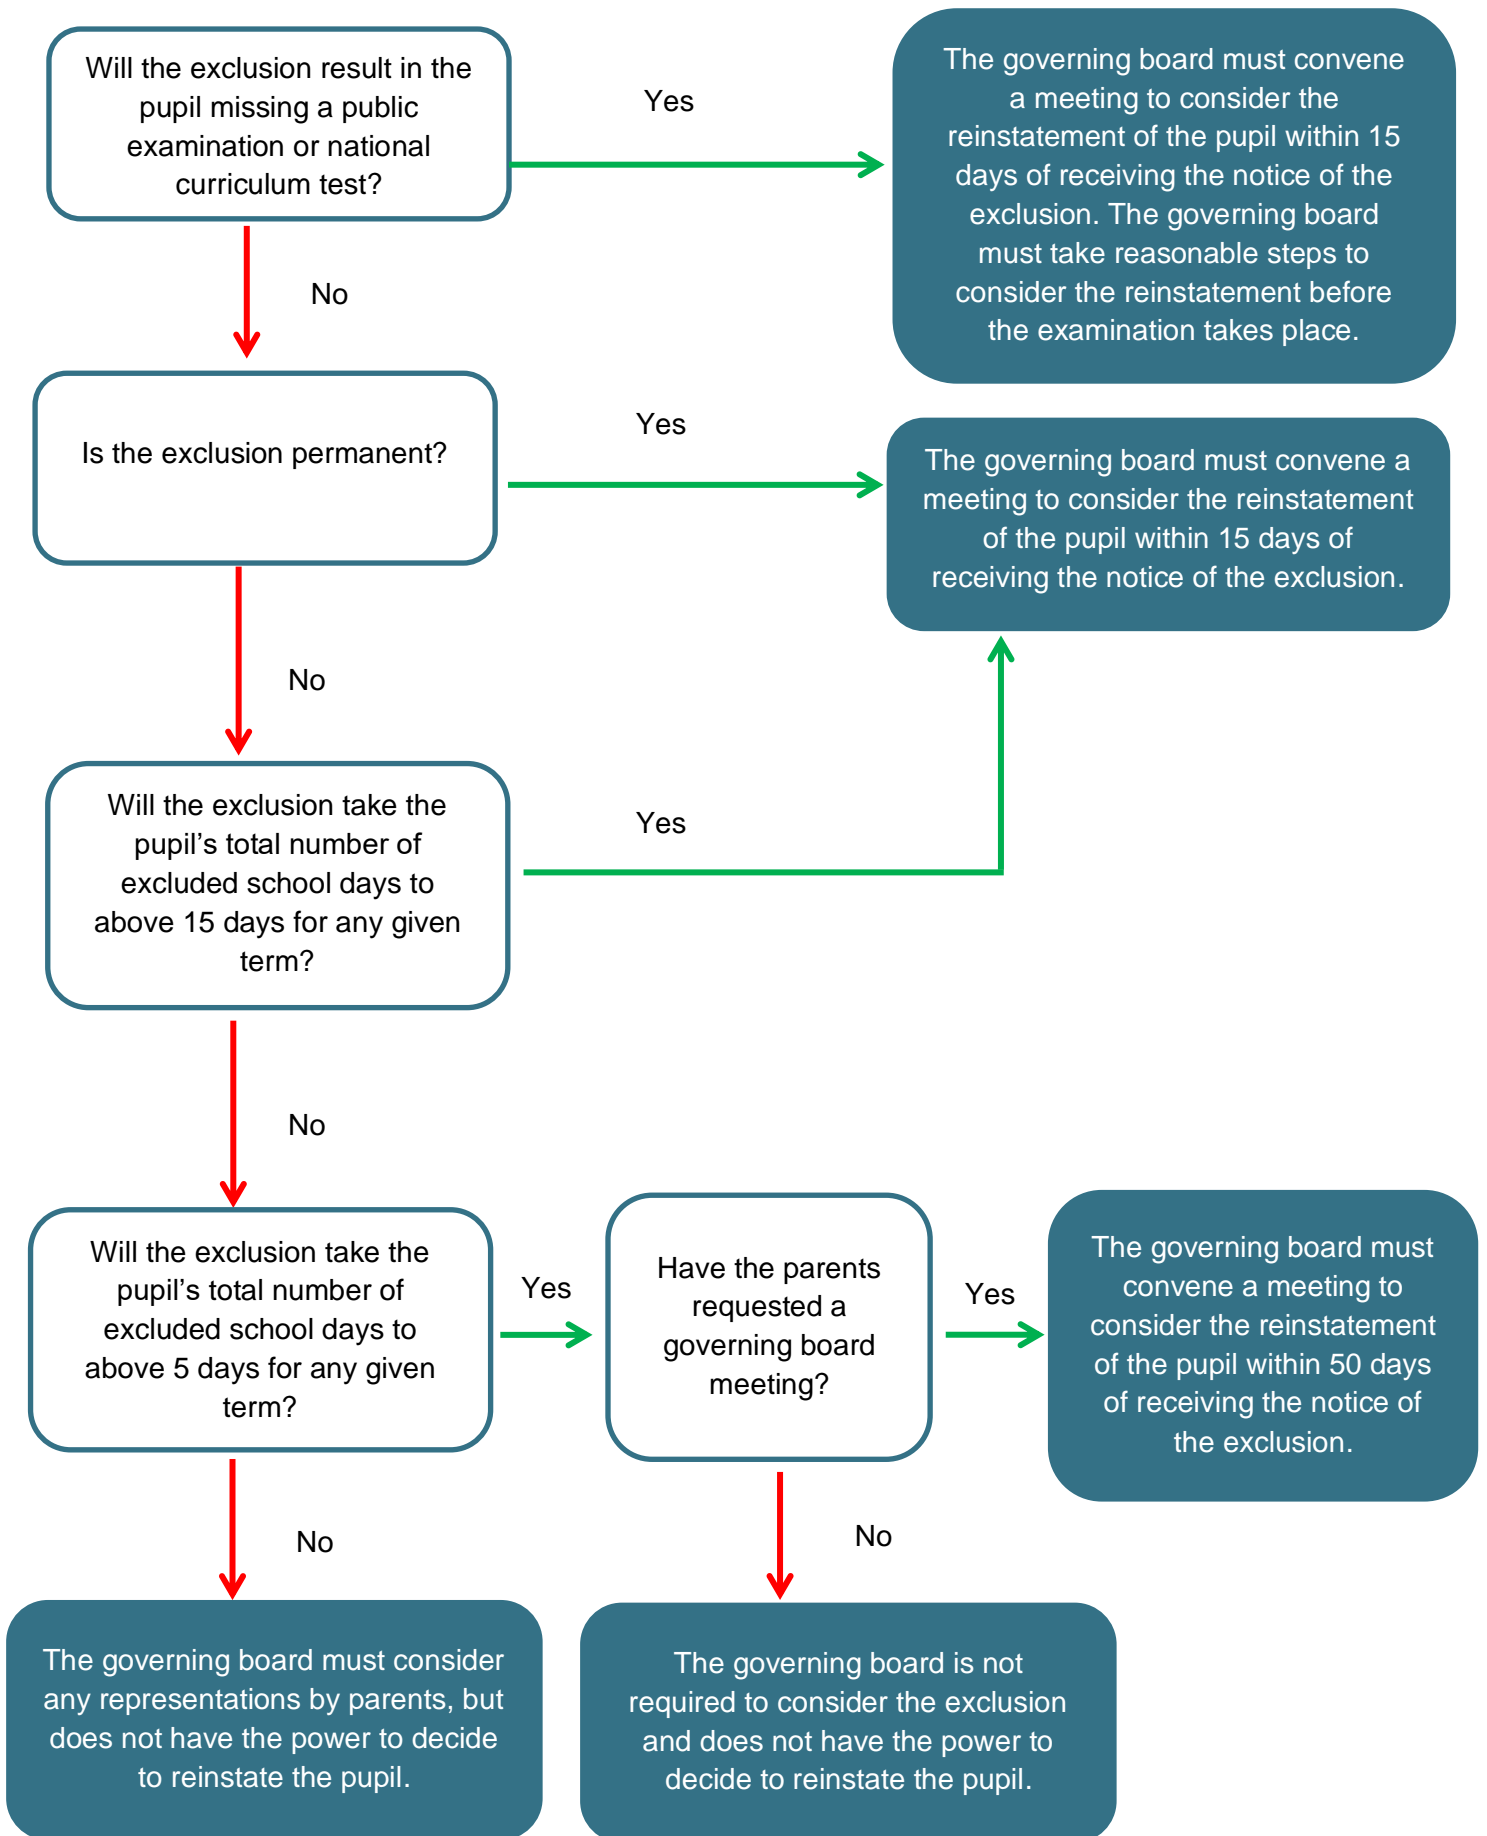 Will the exclusion result in the
pupil missing a public
examination or national
curriculum test?
Yes
The governing board must convene
a meeting to consider the
reinstatement of the pupil within 15
days of receiving the notice of the
exclusion. The governing board
must take reasonable steps to
consider the reinstatement before
the examination takes place.
No
Is the exclusion permanent?
Yes
The governing board must convene a
meeting to consider the reinstatement
of the pupil within 15 days of
receiving the notice of the exclusion.
No
Will the exclusion take the
pupil’s total number of
excluded school days to
above 15 days for any given
term?
Yes
No
Will the exclusion take the
pupil’s total number of
excluded school days to
above 5 days for any given
term?
Yes
Have the parents
requested a
governing board
meeting?
Yes
The governing board must
convene a meeting to
consider the reinstatement
of the pupil within 50 days
of receiving the notice of
the exclusion.
No
No
The governing board must consider
any representations by parents, but
does not have the power to decide
to reinstate the pupil.
The governing board is not
required to consider the exclusion
and does not have the power to
decide to reinstate the pupil.